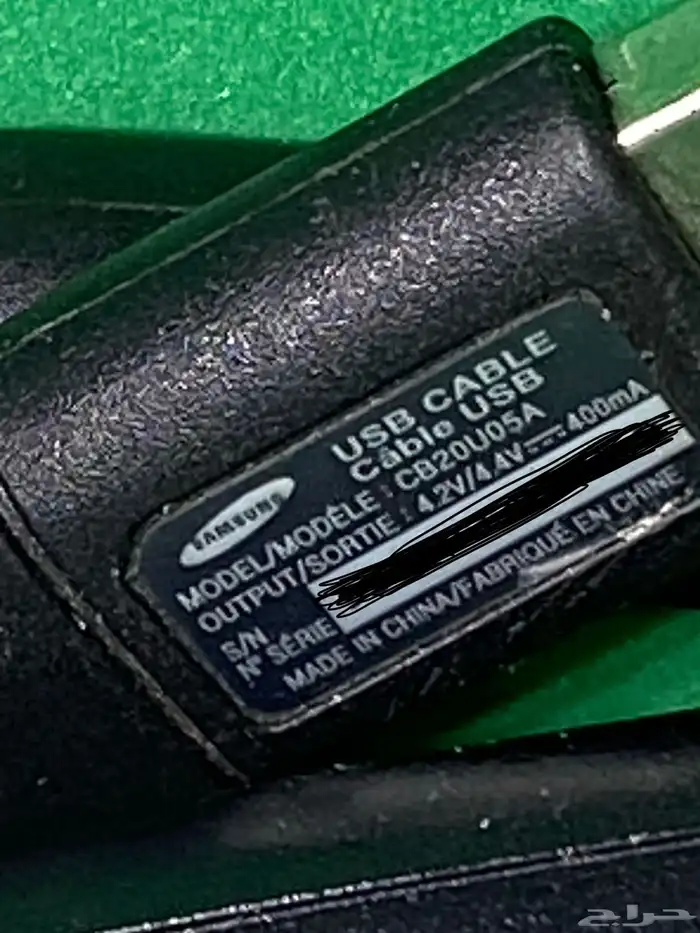 SAMSUNG
USB CABLE
Câble USB
MODEL/MODÈLE : CB20U05A
OUTPUT/SORTIE : 4.2V/4.4V⎓400mA
S/N
N° SÉRIE
MADE IN CHINA/FABRIQUÉ EN CHINE
حراج